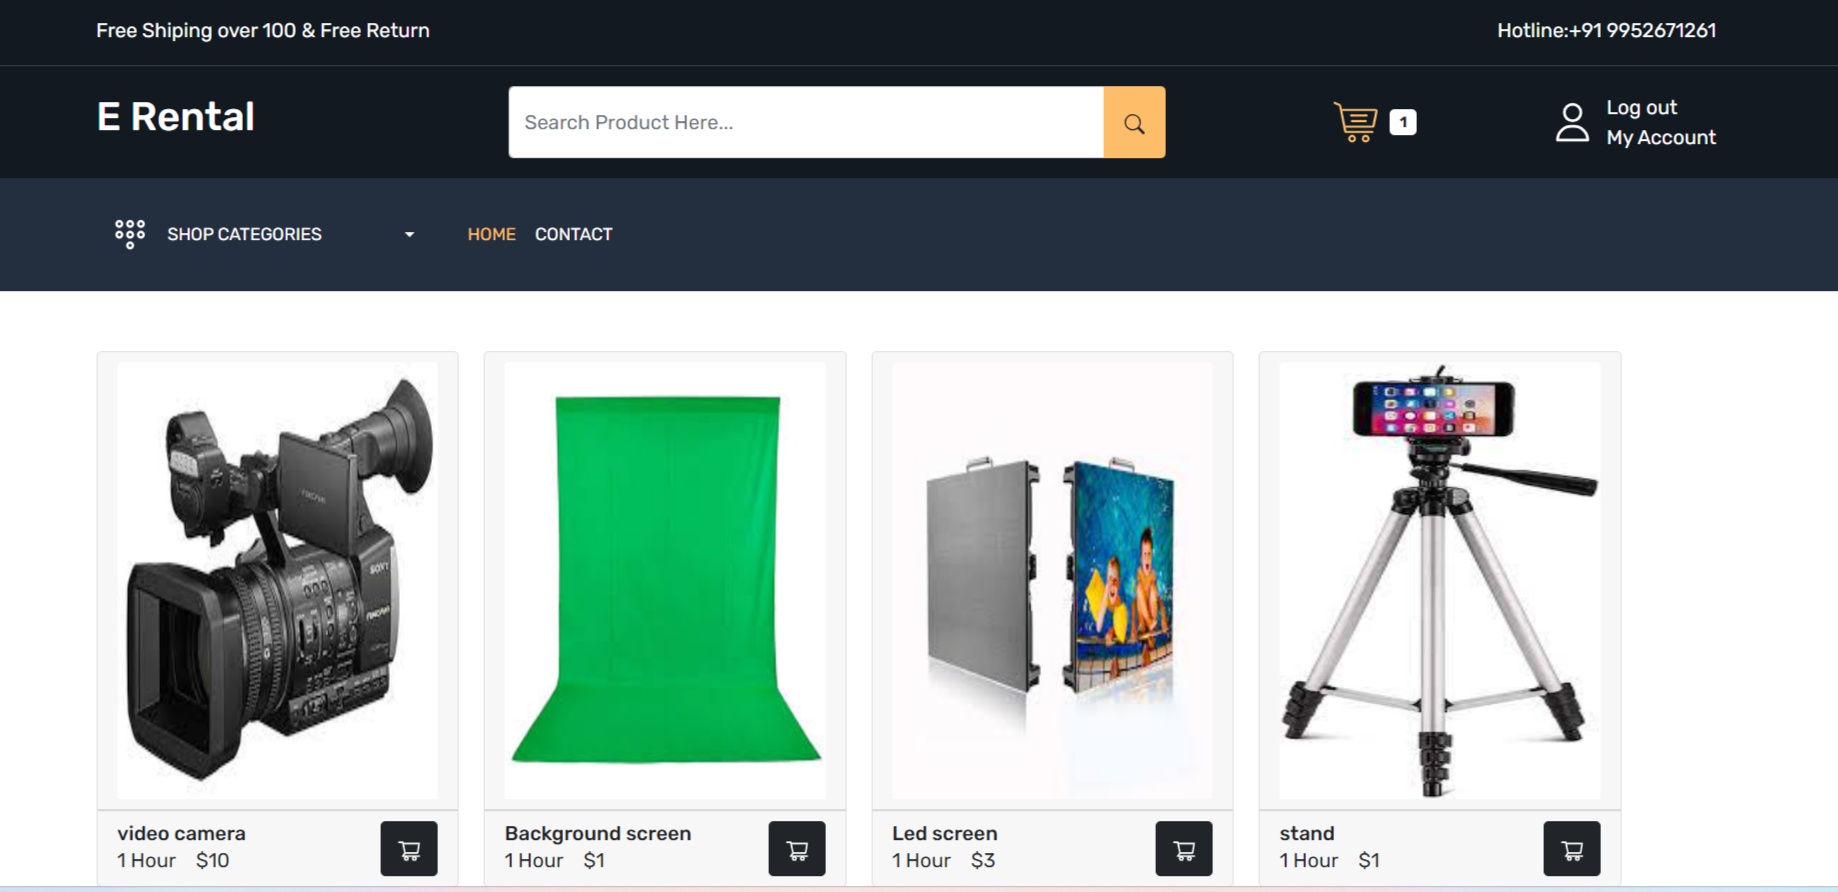 Free Shiping over 100 & Free Return
Hotline:+91 9952671261
E Rental
Search Product Here...
1
Log out
My Account
SHOP CATEGORIES
HOME
CONTACT
SONY
video camera
1 Hour $10
Background screen
1 Hour $1
Led screen
1 Hour $3
stand
1 Hour $1